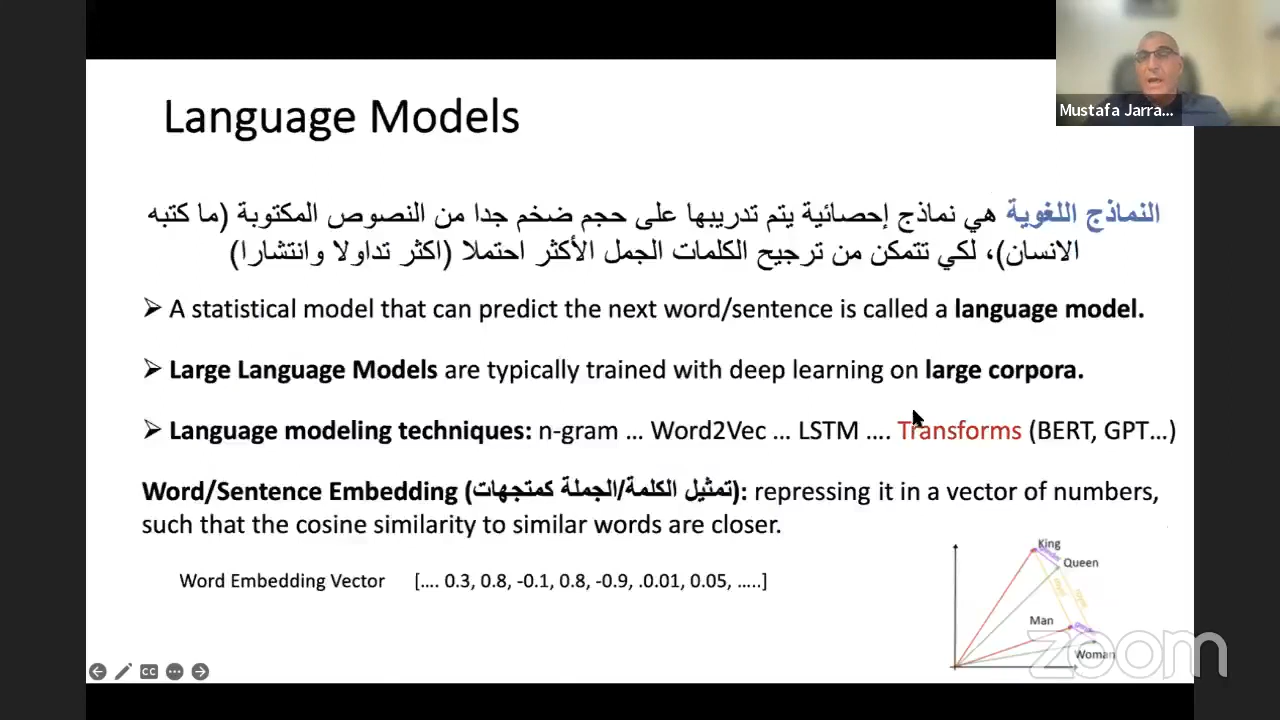 Mustafa Jarra...
Language Models
النماذج اللغوية هي نماذج إحصائية يتم تدريبها على حجم ضخم جدا من النصوص المكتوبة (ما كتبه
الانسان)، لكي تتمكن من ترجيح الكلمات الجمل الأكثر احتملا (اكثر تداولا وانتشارا)
➢ A statistical model that can predict the next word/sentence is called a language model.
➢ Large Language Models are typically trained with deep learning on large corpora.
➢ Language modeling techniques: n-gram ... Word2Vec ... LSTM .... Transforms (BERT, GPT...)
Word/Sentence Embedding (تمثيل الكلمة/الجملة كمتجهات): repressing it in a vector of numbers,
such that the cosine similarity to similar words are closer.
Word Embedding Vector [.... 0.3, 0.8, -0.1, 0.8, -0.9, .0.01, 0.05, .....]
King
Queen
Man
Woman
CC
zoom